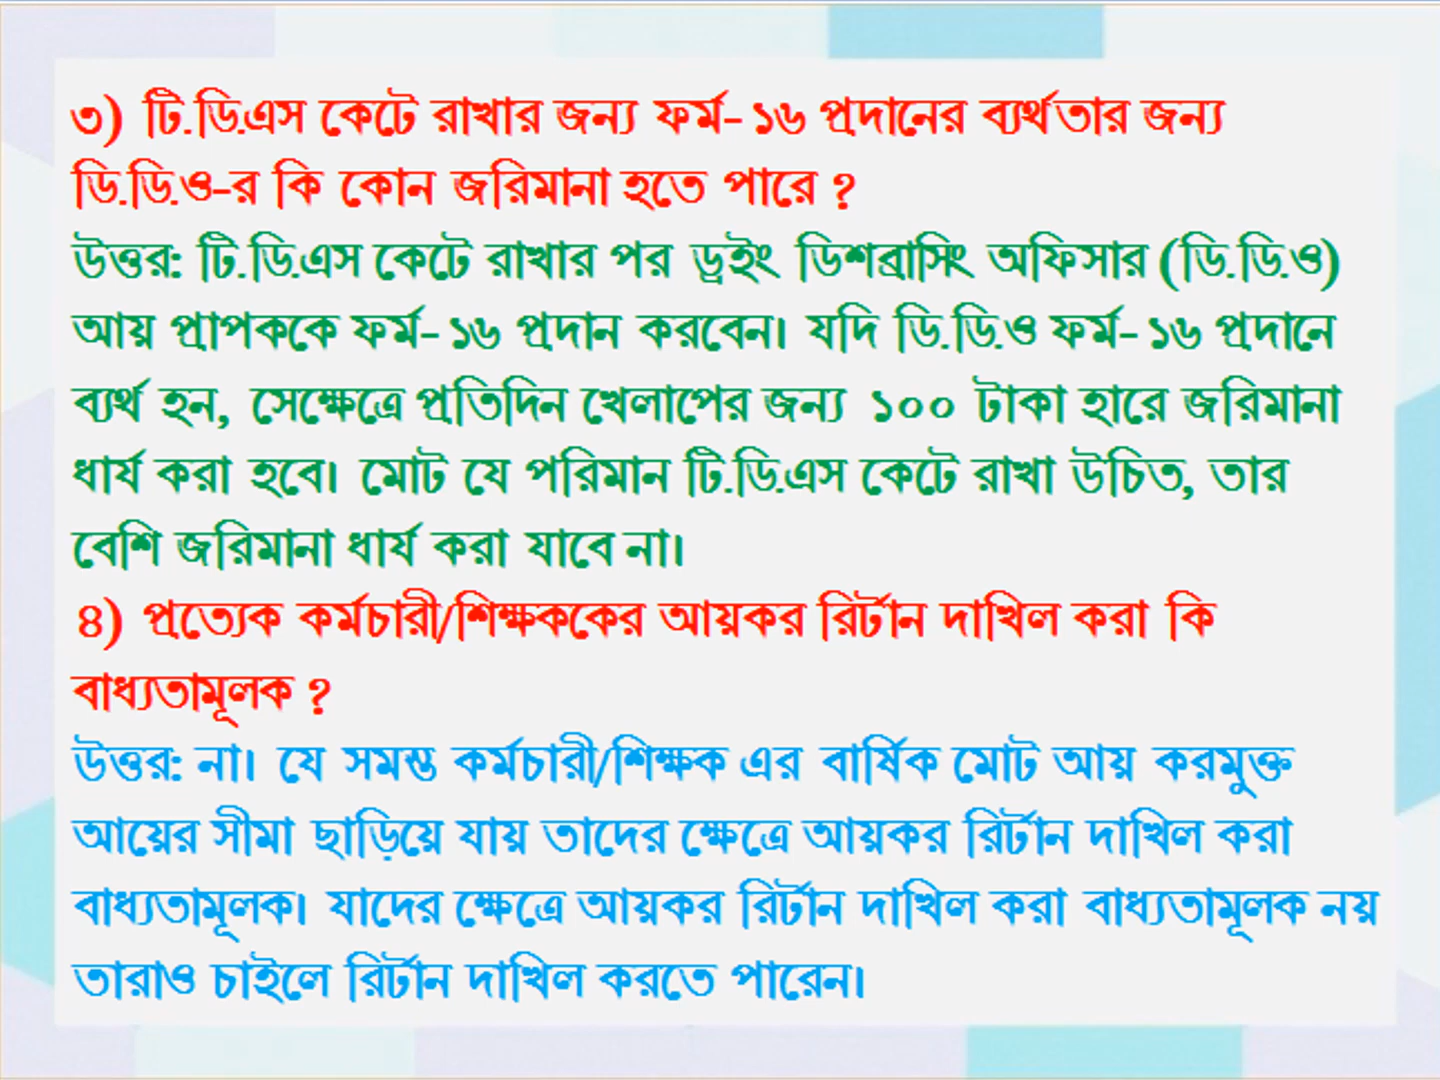 ৩) টি.ডি.এস কেটে রাখার জন্য ফর্ম-১৬ প্রদানের ব্যর্থতার জন্য
ডি.ডি.ও-র কি কোন জরিমানা হতে পারে ?
উত্তর: টি.ডি.এস কেটে রাখার পর ড্রইং ডিশব্রাসিং অফিসার (ডি.ডি.ও)
আয় প্রাপককে ফর্ম-১৬ প্রদান করবেন। যদি ডি.ডি.ও ফর্ম-১৬ প্রদানে
ব্যর্থ হন, সেক্ষেত্রে প্রতিদিন খেলাপের জন্য ১০০ টাকা হারে জরিমানা
ধার্য করা হবে। মোট যে পরিমান টি.ডি.এস কেটে রাখা উচিত, তার
বেশি জরিমানা ধার্য করা যাবে না।
৪) প্রত্যেক কর্মচারী/শিক্ষককের আয়কর রিটার্ন দাখিল করা কি
বাধ্যতামূলক ?
উত্তর: না। যে সমস্ত কর্মচারী/শিক্ষক এর বার্ষিক মোট আয় করমুক্ত
আয়ের সীমা ছাড়িয়ে যায় তাদের ক্ষেত্রে আয়কর রিটার্ন দাখিল করা
বাধ্যতামূলক। যাদের ক্ষেত্রে আয়কর রিটার্ন দাখিল করা বাধ্যতামূলক নয়
তারাও চাইলে রিটার্ন দাখিল করতে পারেন।